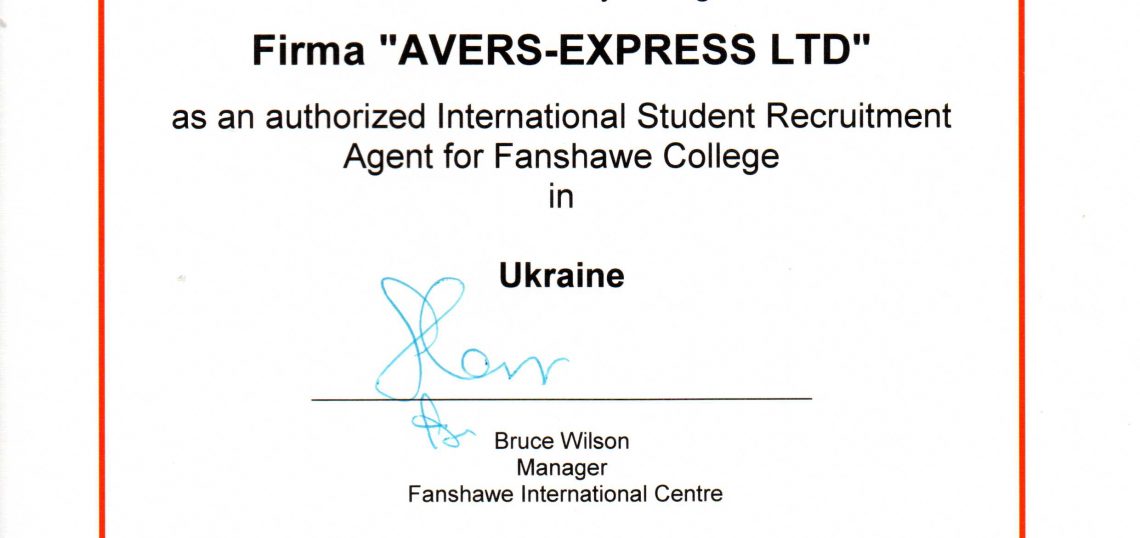 Firma "AVERS-EXPRESS LTD"
as an authorized International Student Recruitment
Agent for Fanshawe College
in
Ukraine
Bruce Wilson
Manager
Fanshawe International Centre